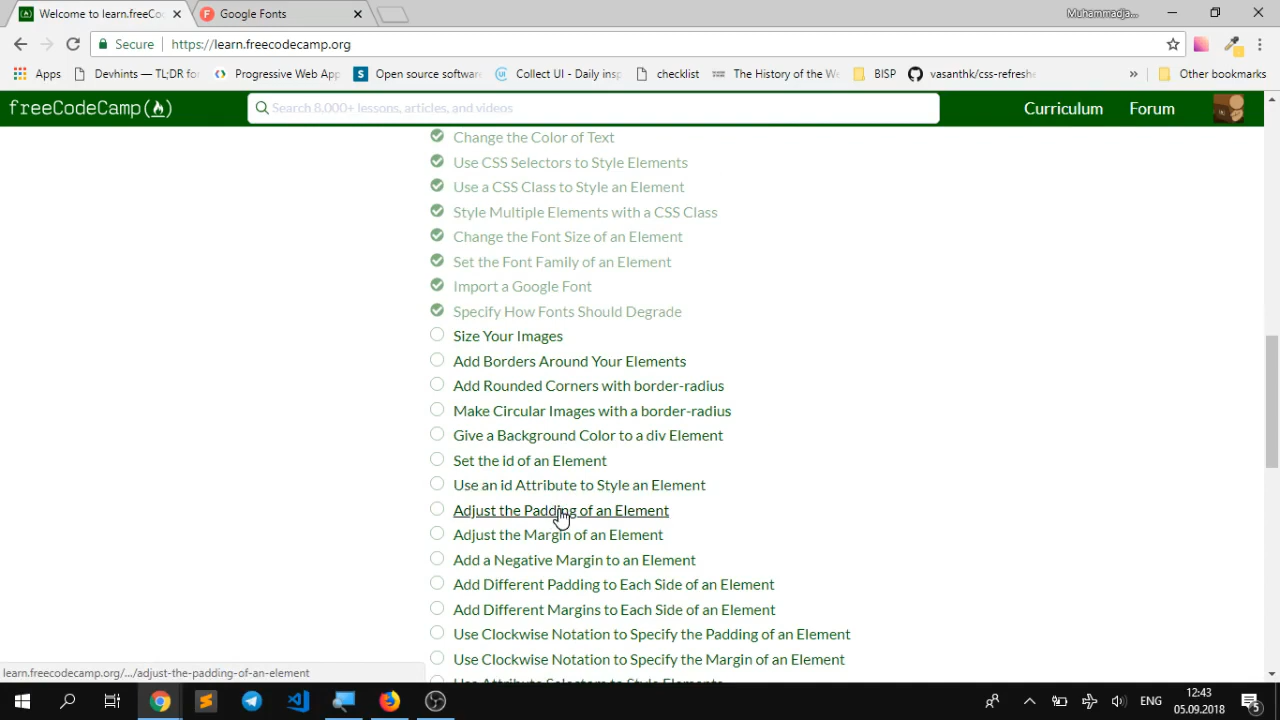 Welcome to learn.freeCo
Google Fonts
Muhammadja...
Secure
https://learn.freecodecamp.org
Apps
Devhints — TL;DR for
Progressive Web App
Open source software
Collect UI - Daily insp
checklist
The History of the We
BISP
vasanthk/css-refreshe
»
Other bookmarks
freeCodeCamp
Search 8,000+ lessons, articles, and videos
Curriculum
Forum
Change the Color of Text
Use CSS Selectors to Style Elements
Use a CSS Class to Style an Element
Style Multiple Elements with a CSS Class
Change the Font Size of an Element
Set the Font Family of an Element
Import a Google Font
Specify How Fonts Should Degrade
Size Your Images
Add Borders Around Your Elements
Add Rounded Corners with border-radius
Make Circular Images with a border-radius
Give a Background Color to a div Element
Set the id of an Element
Use an id Attribute to Style an Element
Adjust the Padding of an Element
Adjust the Margin of an Element
Add a Negative Margin to an Element
Add Different Padding to Each Side of an Element
Add Different Margins to Each Side of an Element
Use Clockwise Notation to Specify the Padding of an Element
Use Clockwise Notation to Specify the Margin of an Element
Use Attribute Selectors to Style Elements
learn.freecodecamp.org/.../adjust-the-padding-of-an-element
ENG
12:43
05.09.2018
5